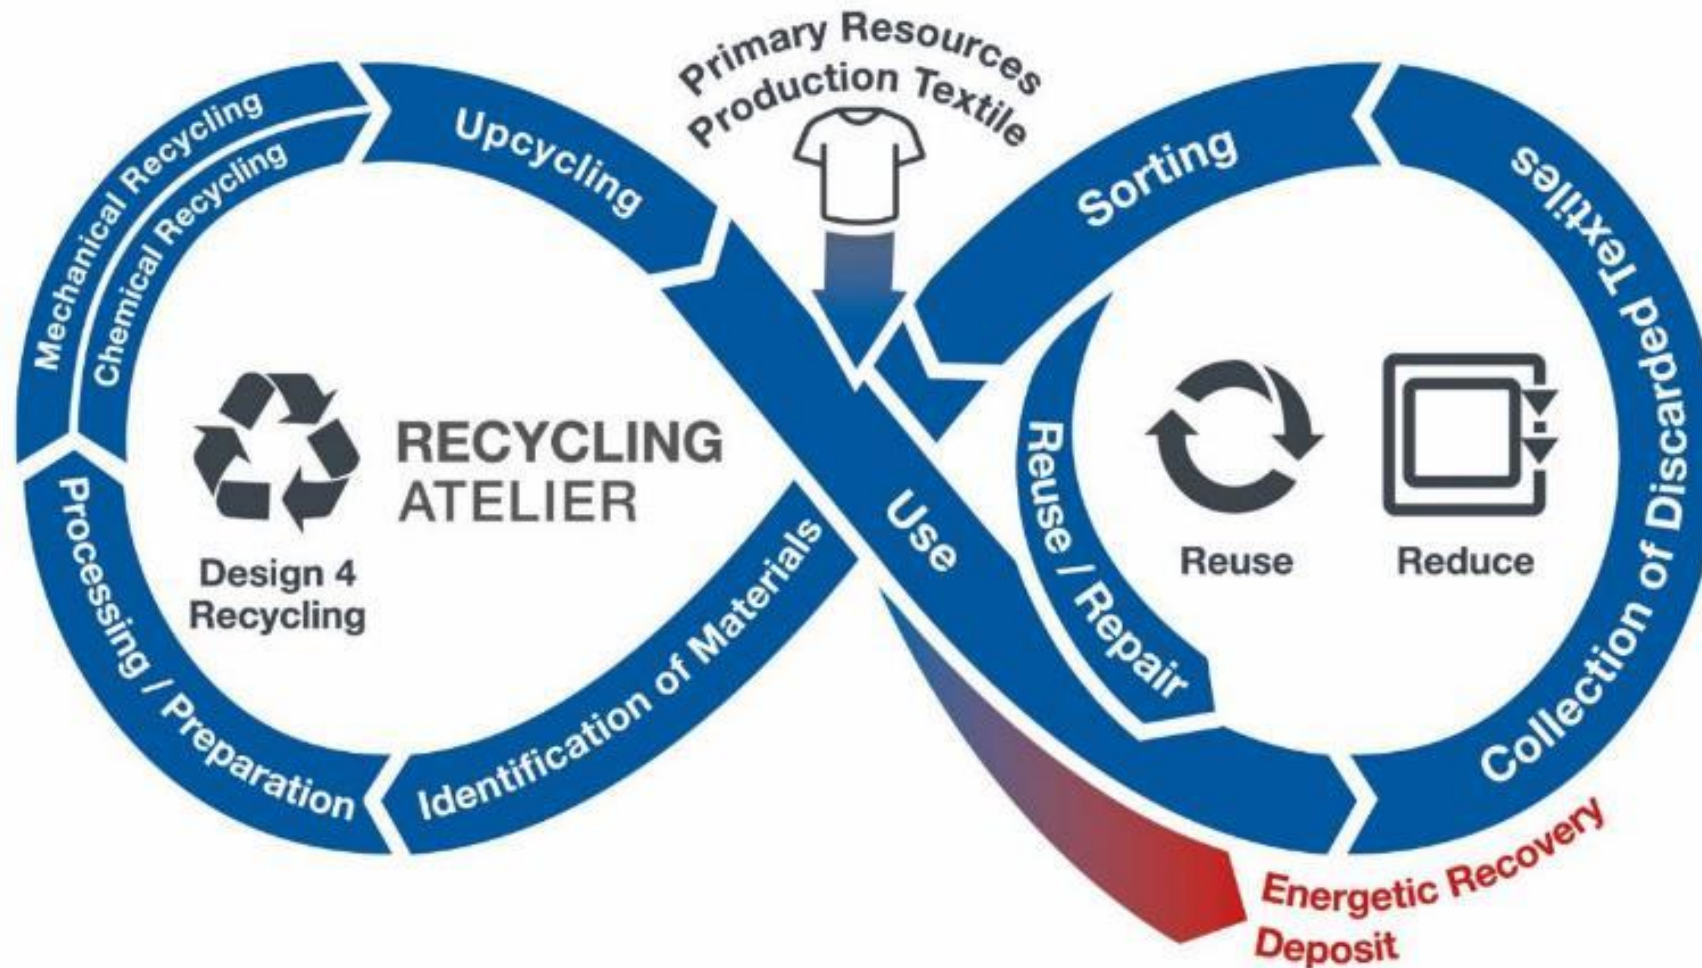 Primary Resources
Production Textile
Mechanical Recycling
Chemical Recycling
Upcycling
Sorting
Collection of Discarded Textiles
RECYCLING
ATELIER
Design 4
Recycling
Use
Reuse / Repair
Reuse
Reduce
Processing / Preparation
Identification of Materials
Energetic Recovery
Deposit